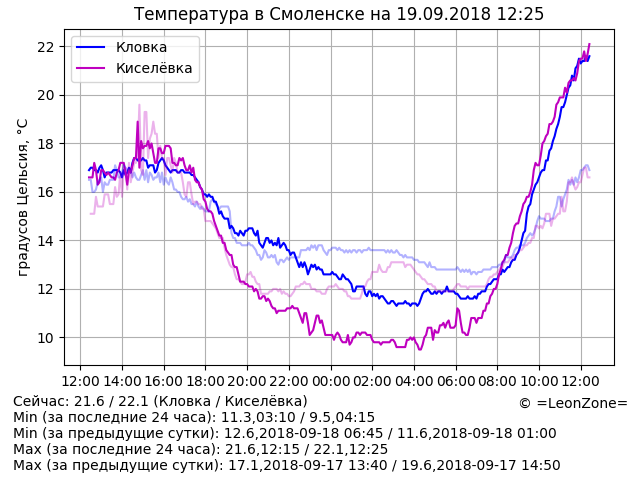 Температура в Смоленске на 19.09.2018 12:25
Кловка
Киселёвка
градусов Цельсия, °C
22
20
18
16
14
12
10
12:00 14:00 16:00 18:00 20:00 22:00 00:00 02:00 04:00 06:00 08:00 10:00 12:00
Сейчас: 21.6 / 22.1 (Кловка / Киселёвка)
© =LeonZone=
Min (за последние 24 часа): 11.3,03:10 / 9.5,04:15
Min (за предыдущие сутки): 12.6,2018-09-18 06:45 / 11.6,2018-09-18 01:00
Max (за последние 24 часа): 21.6,12:15 / 22.1,12:25
Max (за предыдущие сутки): 17.1,2018-09-17 13:40 / 19.6,2018-09-17 14:50